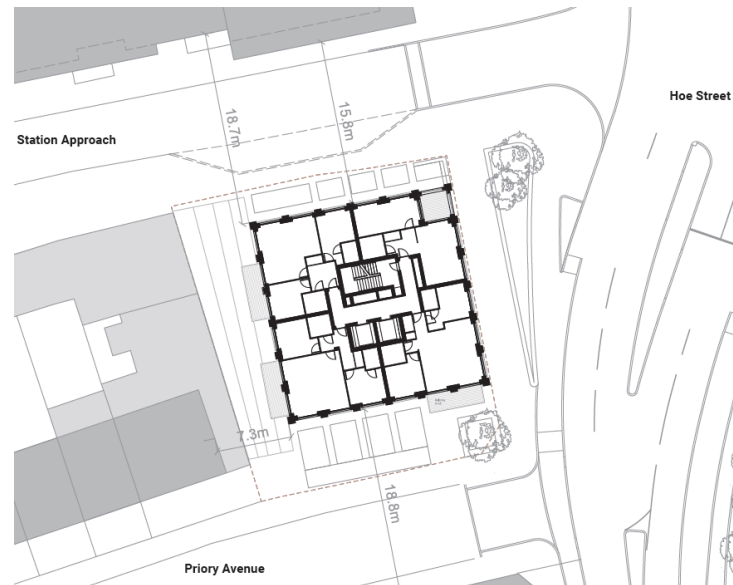 Hoe Street
Station Approach
18.7m
15.8m
7.3m
18.8m
Priory Avenue